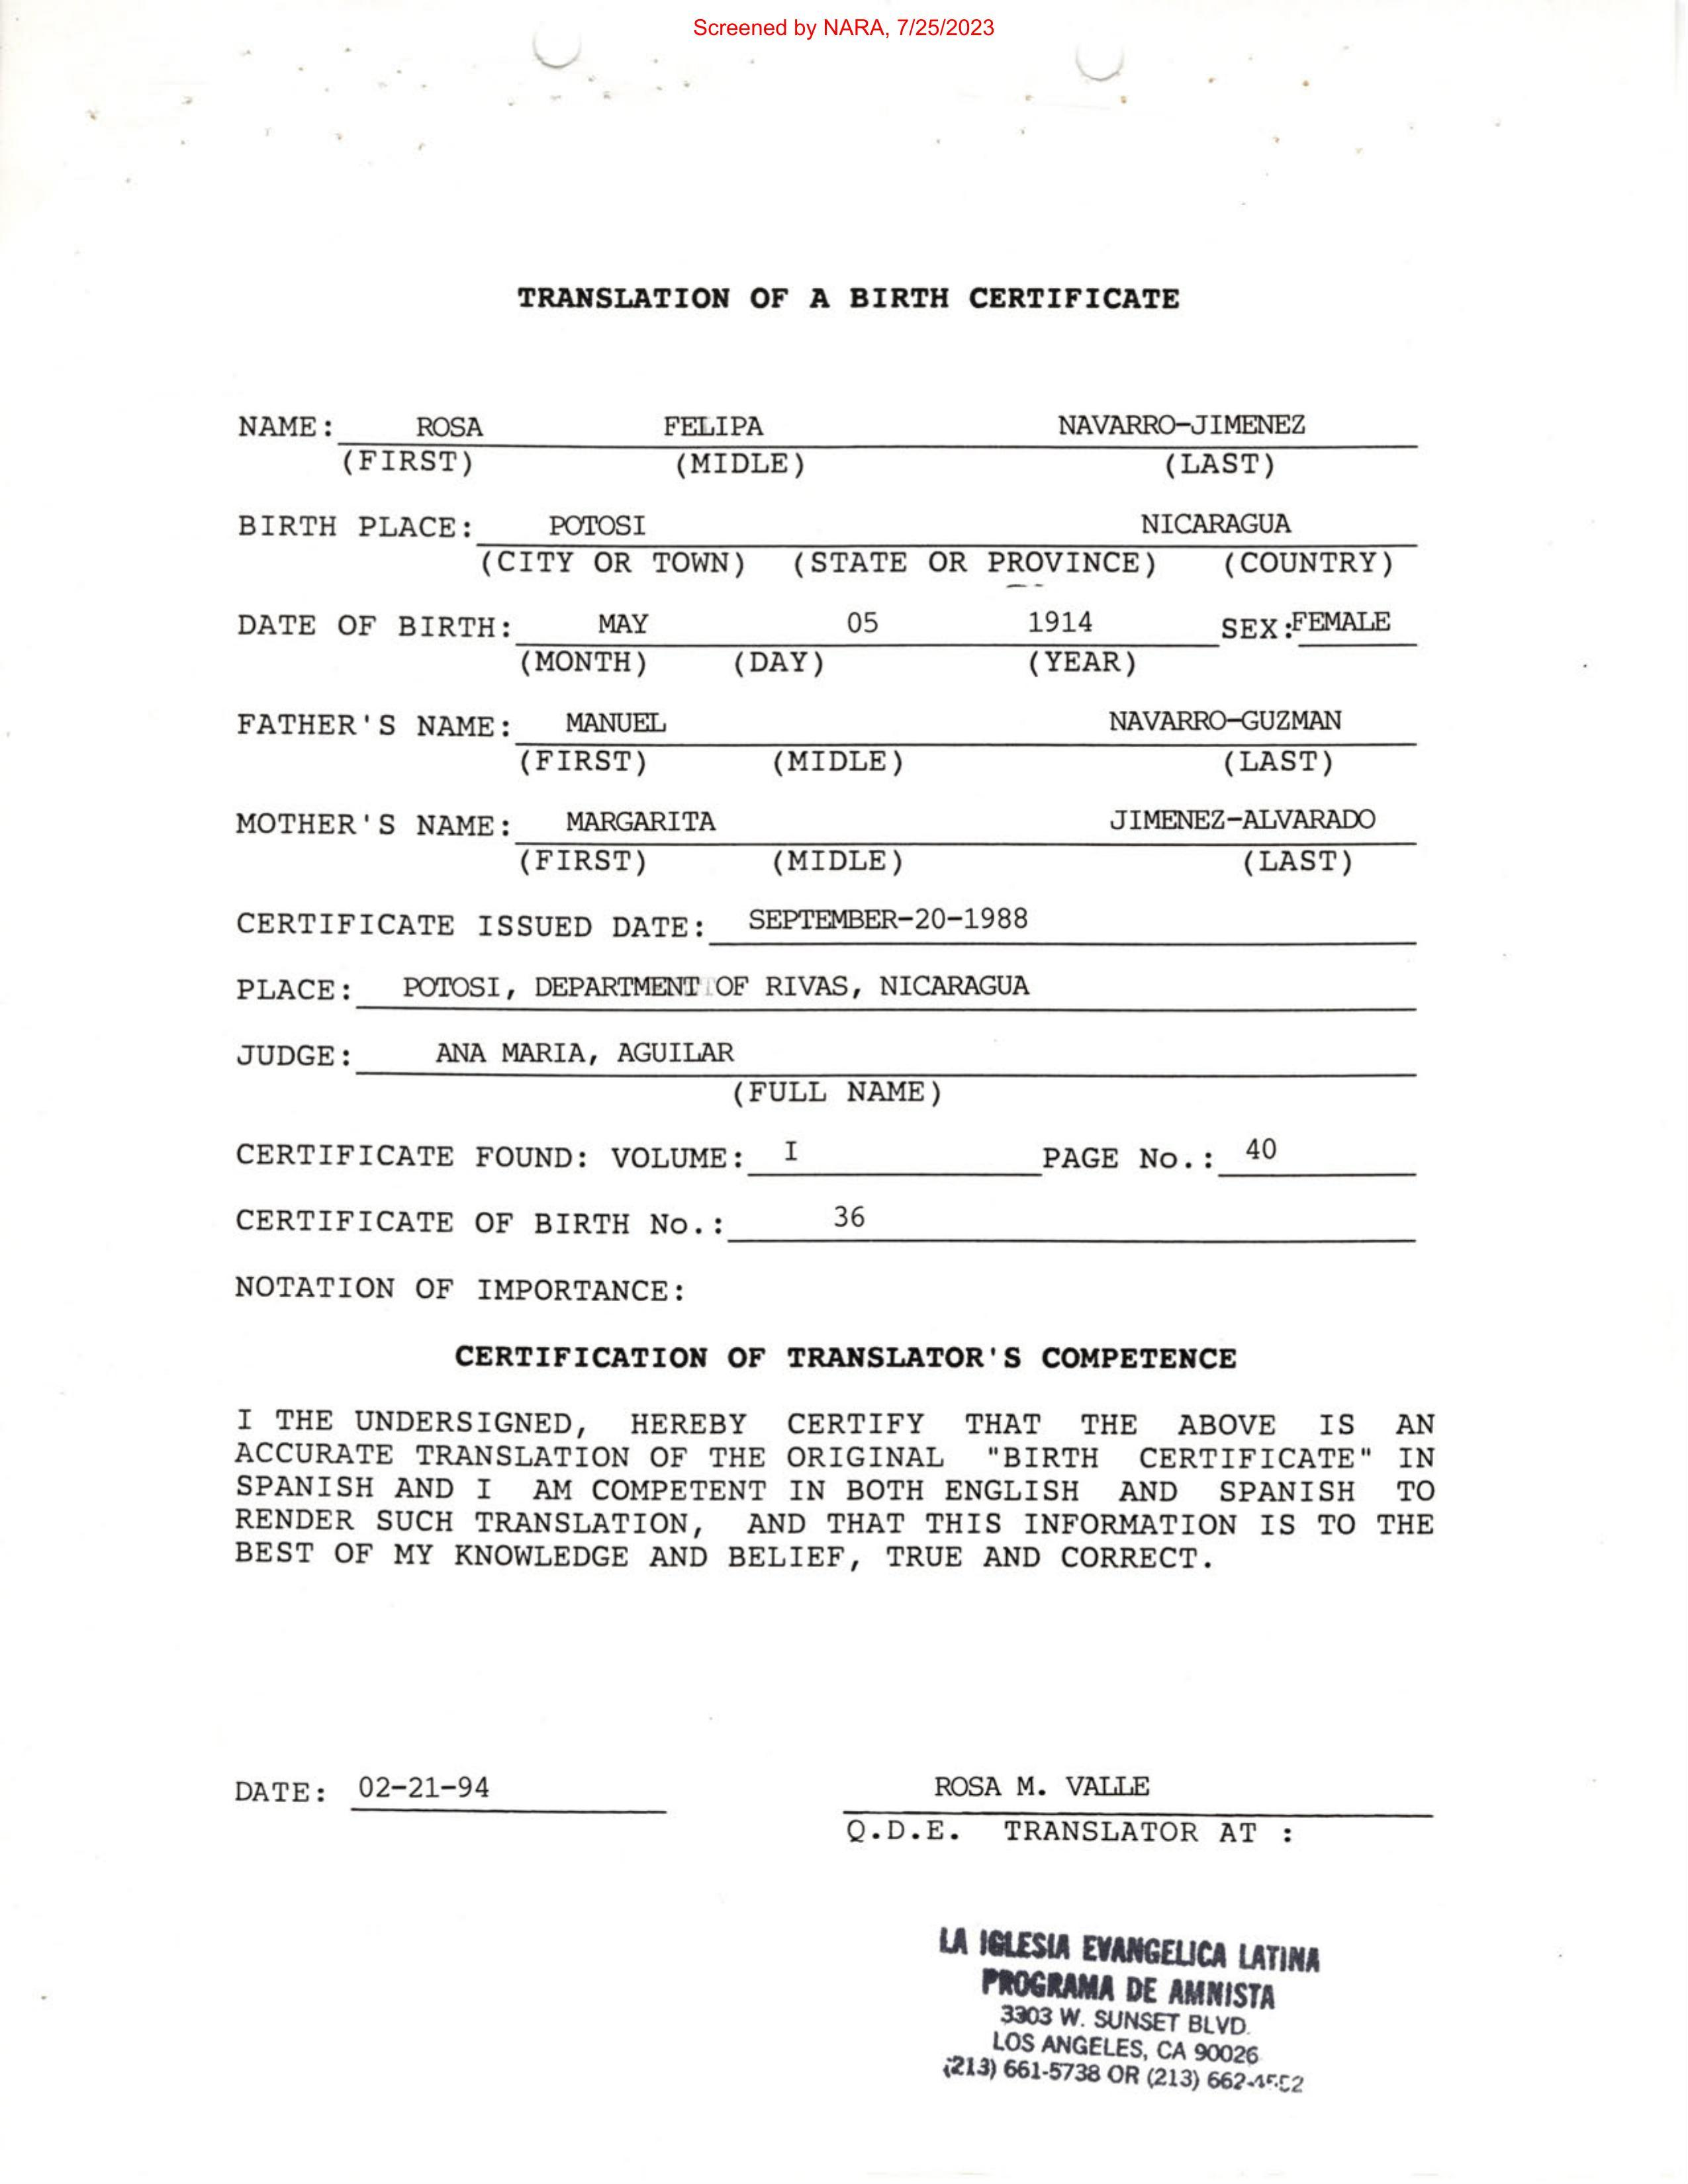 Screened by NARA, 7/25/2023
TRANSLATION OF A BIRTH CERTIFICATE
NAME: ROSA FELIPA NAVARRO-JIMENEZ
(FIRST) (MIDLE) (LAST)
BIRTH PLACE: POTOSI NICARAGUA
(CITY OR TOWN) (STATE OR PROVINCE) (COUNTRY)
DATE OF BIRTH: MAY 05 1914 SEX:FEMALE
(MONTH) (DAY) (YEAR)
FATHER'S NAME: MANUEL NAVARRO-GUZMAN
(FIRST) (MIDLE) (LAST)
MOTHER'S NAME: MARGARITA JIMENEZ-ALVARADO
(FIRST) (MIDLE) (LAST)
CERTIFICATE ISSUED DATE: SEPTEMBER-20-1988
PLACE: POTOSI, DEPARTMENT OF RIVAS, NICARAGUA
JUDGE: ANA MARIA, AGUILAR
(FULL NAME)
CERTIFICATE FOUND: VOLUME: I PAGE No.: 40
CERTIFICATE OF BIRTH No.: 36
NOTATION OF IMPORTANCE:
CERTIFICATION OF TRANSLATOR'S COMPETENCE
I THE UNDERSIGNED, HEREBY CERTIFY THAT THE ABOVE IS AN
ACCURATE TRANSLATION OF THE ORIGINAL "BIRTH CERTIFICATE" IN
SPANISH AND I AM COMPETENT IN BOTH ENGLISH AND SPANISH TO
RENDER SUCH TRANSLATION, AND THAT THIS INFORMATION IS TO THE
BEST OF MY KNOWLEDGE AND BELIEF, TRUE AND CORRECT.
DATE: 02-21-94 ROSA M. VALLE
Q.D.E. TRANSLATOR AT :
LA IGLESIA EVANGELICA LATINA
PROGRAMA DE AMNISTA
3303 W. SUNSET BLVD.
LOS ANGELES, CA 90026
(213) 661-5738 OR (213)